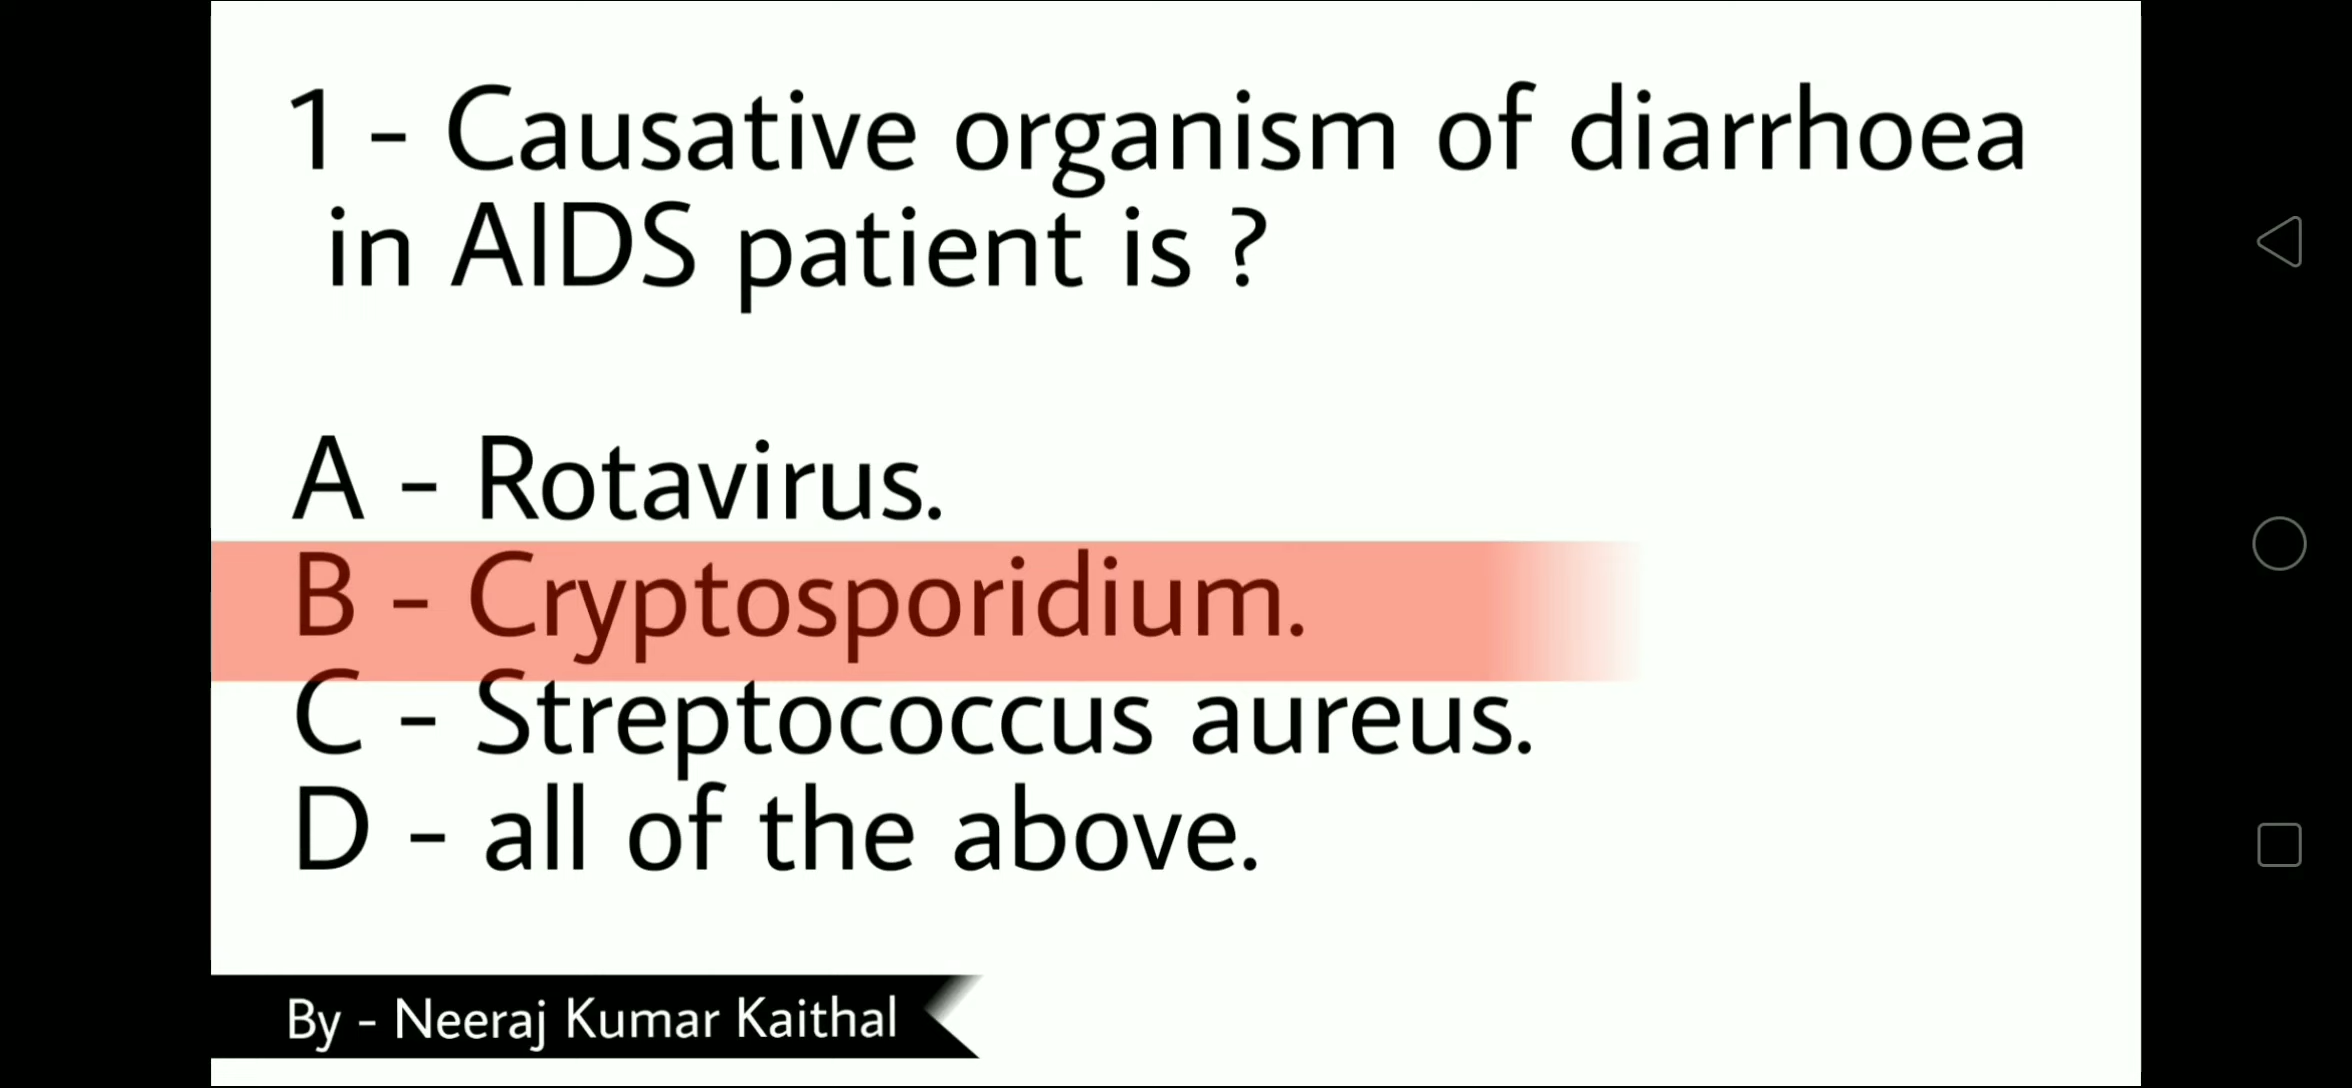 1 - Causative organism of diarrhoea
in AIDS patient is ?
A - Rotavirus.
B - Cryptosporidium.
C - Streptococcus aureus.
D - all of the above.
By - Neeraj Kumar Kaithal